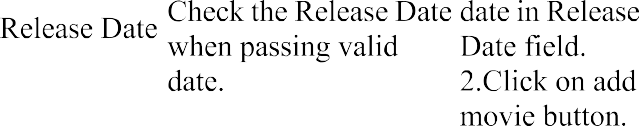 Release Date
Check the Release Date
when passing valid
date.
date in Release
Date field.
2.Click on add
movie button.